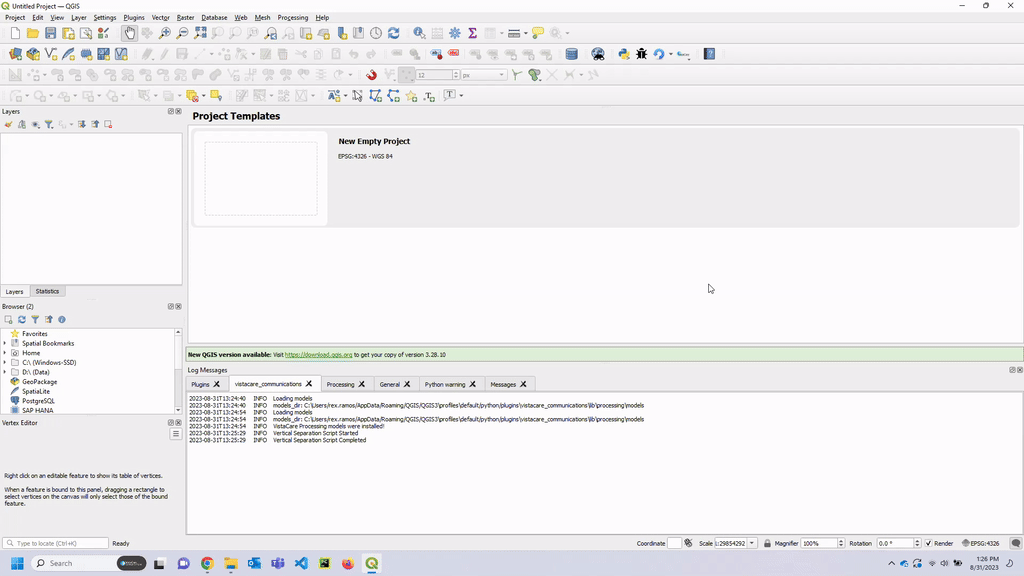 Untitled Project — QGIS
Project Edit View Layer Settings Plugins Vector Raster Database Web Mesh Processing Help
12 px
Layers
Project Templates
New Empty Project
EPSG:4326 - WGS 84
Layers Statistics
Browser (2)
Favorites
Spatial Bookmarks
Home
C:\ (Windows-SSD)
D:\ (Data)
GeoPackage
SpatiaLite
PostgreSQL
SAP HANA
New QGIS version available: Visit https://download.qgis.org to get your copy of version 3.28.10
Log Messages
Plugins vistacare_communications Processing General Python warning Messages
2023-08-31T13:24:40 INFO Loading models
2023-08-31T13:24:40 INFO models_dir: C:\Users/rex.ramos/AppData/Roaming/QGIS/QGIS3\profiles\default/python/plugins\vistacare_communications\lib\processing\models
2023-08-31T13:24:54 INFO Loading models
2023-08-31T13:24:54 INFO models_dir: C:\Users/rex.ramos/AppData/Roaming/QGIS/QGIS3\profiles\default/python/plugins\vistacare_communications\lib\processing\models
2023-08-31T13:24:54 INFO VistaCare Processing models were installed!
2023-08-31T13:25:29 INFO Vertical Separation Script Started
2023-08-31T13:25:29 INFO Vertical Separation Script Completed
Vertex Editor
Right click on an editable feature to show its table of vertices.
When a feature is bound to this panel, dragging a rectangle to
select vertices on the canvas will only select those of the bound
feature.
Type to locate (Ctrl+K) Ready Coordinate Scale 1:29854292 Magnifier 100% Rotation 0.0 ° Render EPSG:4326
Search
1:26 PM
8/31/2023